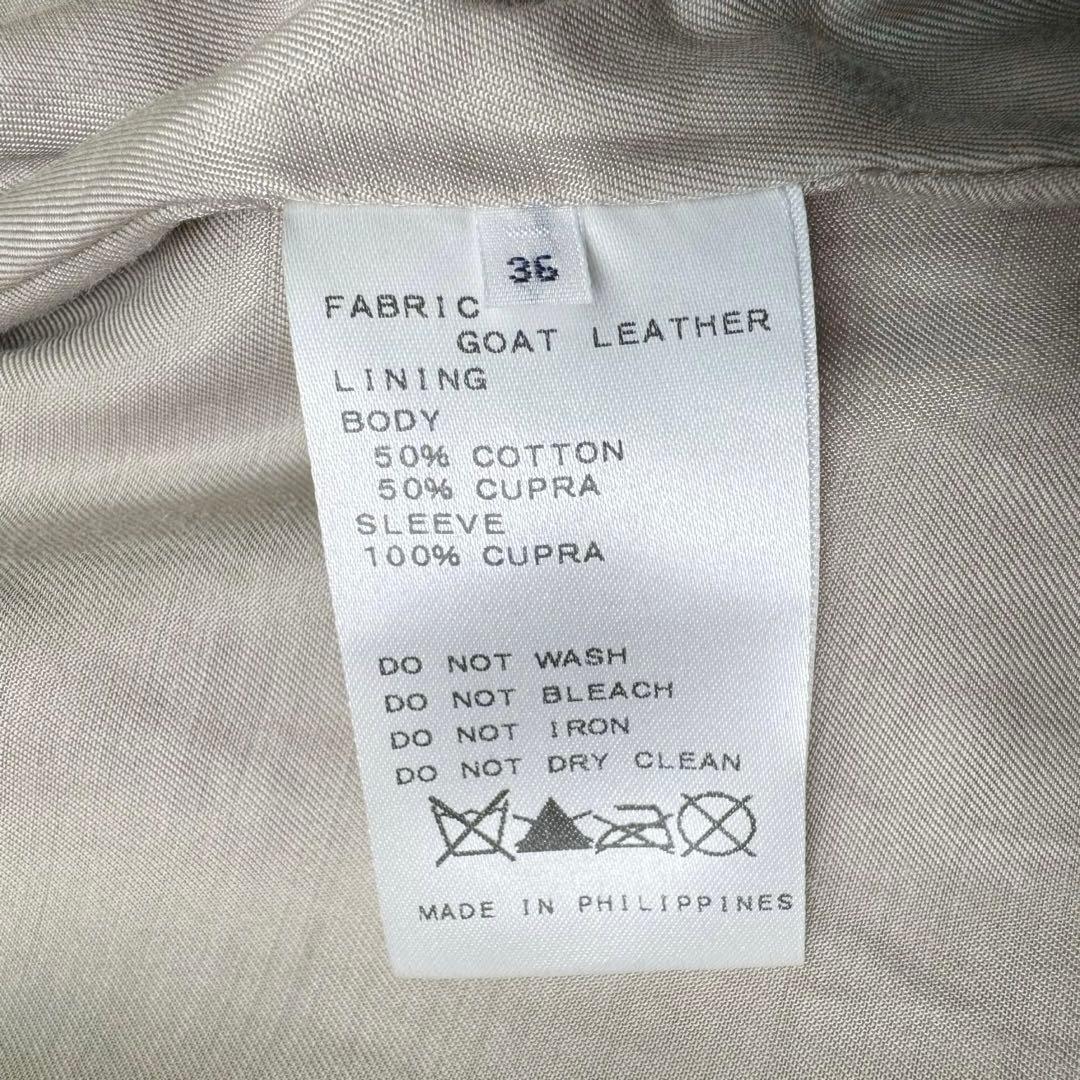 36
FABRIC
GOAT LEATHER
LINING
BODY
50% COTTON
50% CUPRA
SLEEVE
100% CUPRA
DO NOT WASH
DO NOT BLEACH
DO NOT IRON
DO NOT DRY CLEAN
MADE IN PHILIPPINES